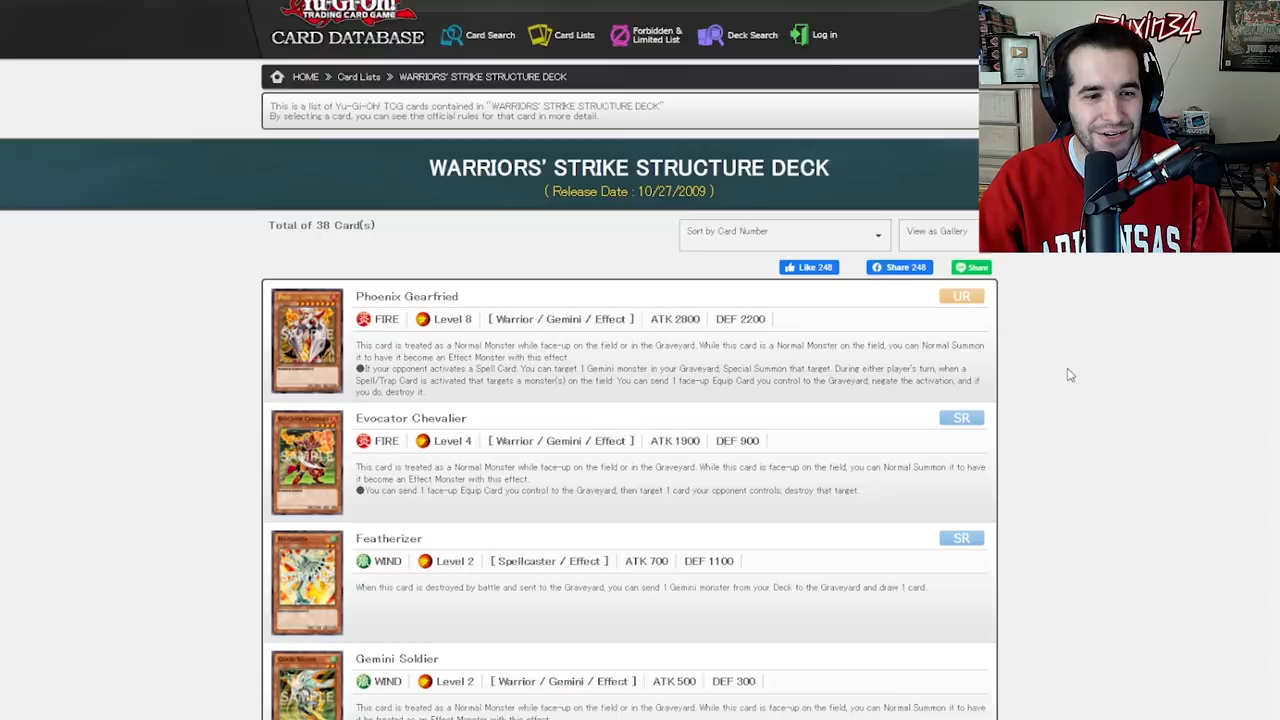 Yu-Gi-Oh!
TRADING CARD GAME
CARD DATABASE
Card Search
Card Lists
Forbidden &
Limited List
Deck Search
Log in
HOME » Card Lists » WARRIORS' STRIKE STRUCTURE DECK
This is a list of Yu-Gi-Oh! TCG cards contained in "WARRIORS' STRIKE STRUCTURE DECK"
By selecting a card, you can see the official rules for that card in more detail.
WARRIORS' STRIKE STRUCTURE DECK
( Release Date : 10/27/2009 )
Total of 38 Card(s)
Sort by Card Number
View as Gallery
Like 248
Share 248
Share
Phoenix Gearfried
UR
FIRE Level 8 [ Warrior / Gemini / Effect ] ATK 2800 DEF 2200
This card is treated as a Normal Monster while face-up on the field or in the Graveyard. While this card is a Normal Monster on the field, you can Normal Summon
it to have it become an Effect Monster with this effect.
●If your opponent activates a Spell Card: You can target 1 Gemini monster in your Graveyard; Special Summon that target. During either player's turn, when a
Spell/Trap Card is activated that targets a monster(s) on the field: You can send 1 face-up Equip Card you control to the Graveyard; negate the activation, and if
you do, destroy it.
SAMPLE
Evocator Chevalier
SR
FIRE Level 4 [ Warrior / Gemini / Effect ] ATK 1900 DEF 900
This card is treated as a Normal Monster while face-up on the field or in the Graveyard. While this card is face-up on the field, you can Normal Summon it to have
it become an Effect Monster with this effect.
●You can send 1 face-up Equip Card you control to the Graveyard, then target 1 card your opponent controls; destroy that target.
SAMPLE
Featherizer
SR
WIND Level 2 [ Spellcaster / Effect ] ATK 700 DEF 1100
When this card is destroyed by battle and sent to the Graveyard, you can send 1 Gemini monster from your Deck to the Graveyard and draw 1 card.
SAMPLE
Gemini Soldier
WIND Level 2 [ Warrior / Gemini / Effect ] ATK 500 DEF 300
This card is treated as a Normal Monster while face-up on the field or in the Graveyard. While this card is face-up on the field, you can Normal Summon it to have
it become an Effect Monster with this effect.
SAMPLE
ARKANSAS